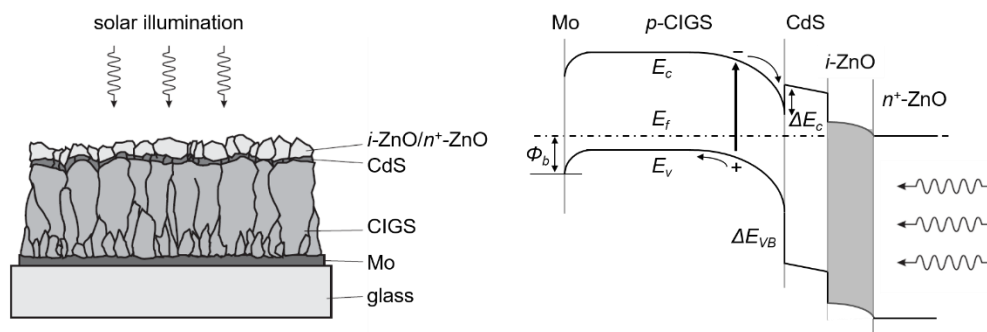 solar illumination
i-ZnO/n⁺-ZnO
CdS
CIGS
Mo
glass
Mo
p-CIGS
CdS
i-ZnO
n⁺-ZnO
−
E_c
ΔE_c
E_f
Φ_b
E_v
+
ΔE_VB